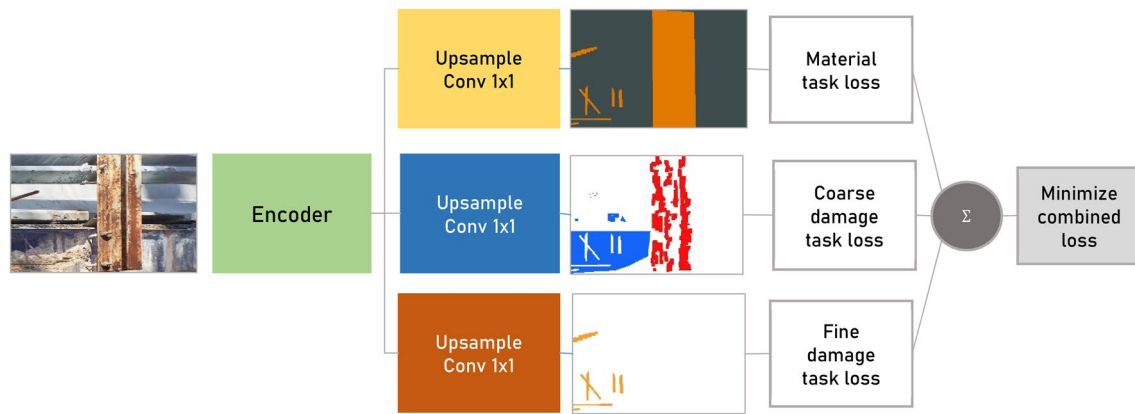 Upsample
Conv 1x1
Material
task loss
Encoder
Upsample
Conv 1x1
Coarse
damage
task loss
Σ
Minimize
combined
loss
Upsample
Conv 1x1
Fine
damage
task loss